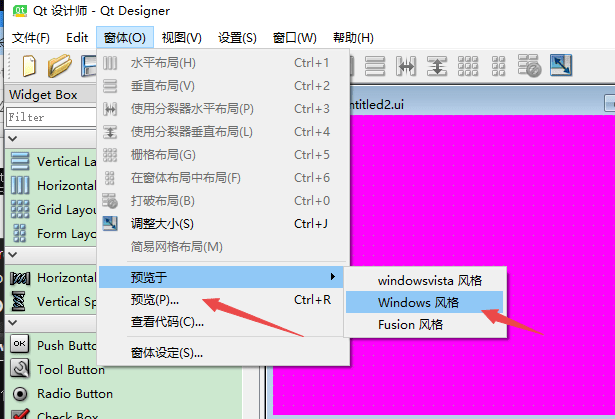 Qt 设计师 - Qt Designer
文件(F) Edit 窗体(O) 视图(V) 设置(S) 窗口(W) 帮助(H)
Widget Box
Filter
Vertical La
Horizontal
Grid Layou
Form Layo
Horizontal
Vertical Sp
Push Butto
OK
Tool Button
Radio Button
Check Box
水平布局(H) Ctrl+1
垂直布局(V) Ctrl+2
使用分裂器水平布局(P) Ctrl+3
使用分裂器垂直布局(L) Ctrl+4
栅格布局(G) Ctrl+5
在窗体布局中布局(F) Ctrl+6
打破布局(B) Ctrl+0
调整大小(S) Ctrl+J
简易网格布局(M)
预览于
预览(P)... Ctrl+R
查看代码(C)...
窗体设定(S)...
windowsvista 风格
Windows 风格
Fusion 风格
ntitled2.ui